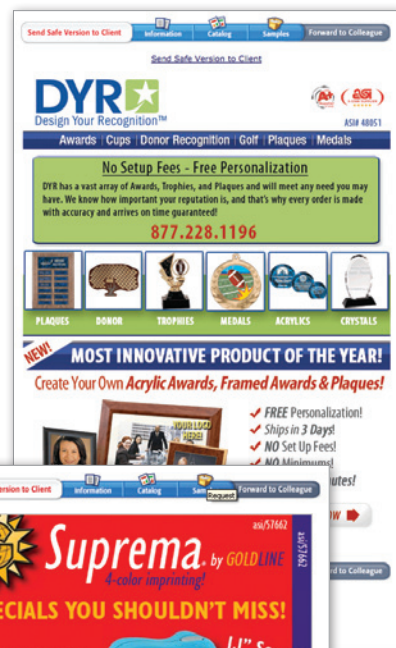 Send Safe Version to Client Information Catalog Samples Forward to Colleague
Send Safe Version to Client
DYR
Design Your Recognition™
A+ asi
ASI# 48051
Awards | Cups | Donor Recognition | Golf | Plaques | Medals
No Setup Fees - Free Personalization
DYR has a vast array of Awards, Trophies, and Plaques and will meet any need you may
have. We know how important your reputation is, and that's why every order is made
with accuracy and arrives on time guaranteed!
877.228.1196
PLAQUES DONOR TROPHIES MEDALS ACRYLICS CRYSTALS
NEW! MOST INNOVATIVE PRODUCT OF THE YEAR!
Create Your Own Acrylic Awards, Framed Awards & Plaques!
YOUR LOGO
HERE!
✓ FREE Personalization!
✓ Ships in 3 Days!
✓ NO Set Up Fees!
✓ NO Minimums!
utes!
W
ersion to Client Information Catalog Sam Request Forward to Colleague
rd to Colleague
asi/57662
asi/57662
Suprema. by GOLDLINE
4-color imprinting!
ECIALS YOU SHOULDN'T MISS!